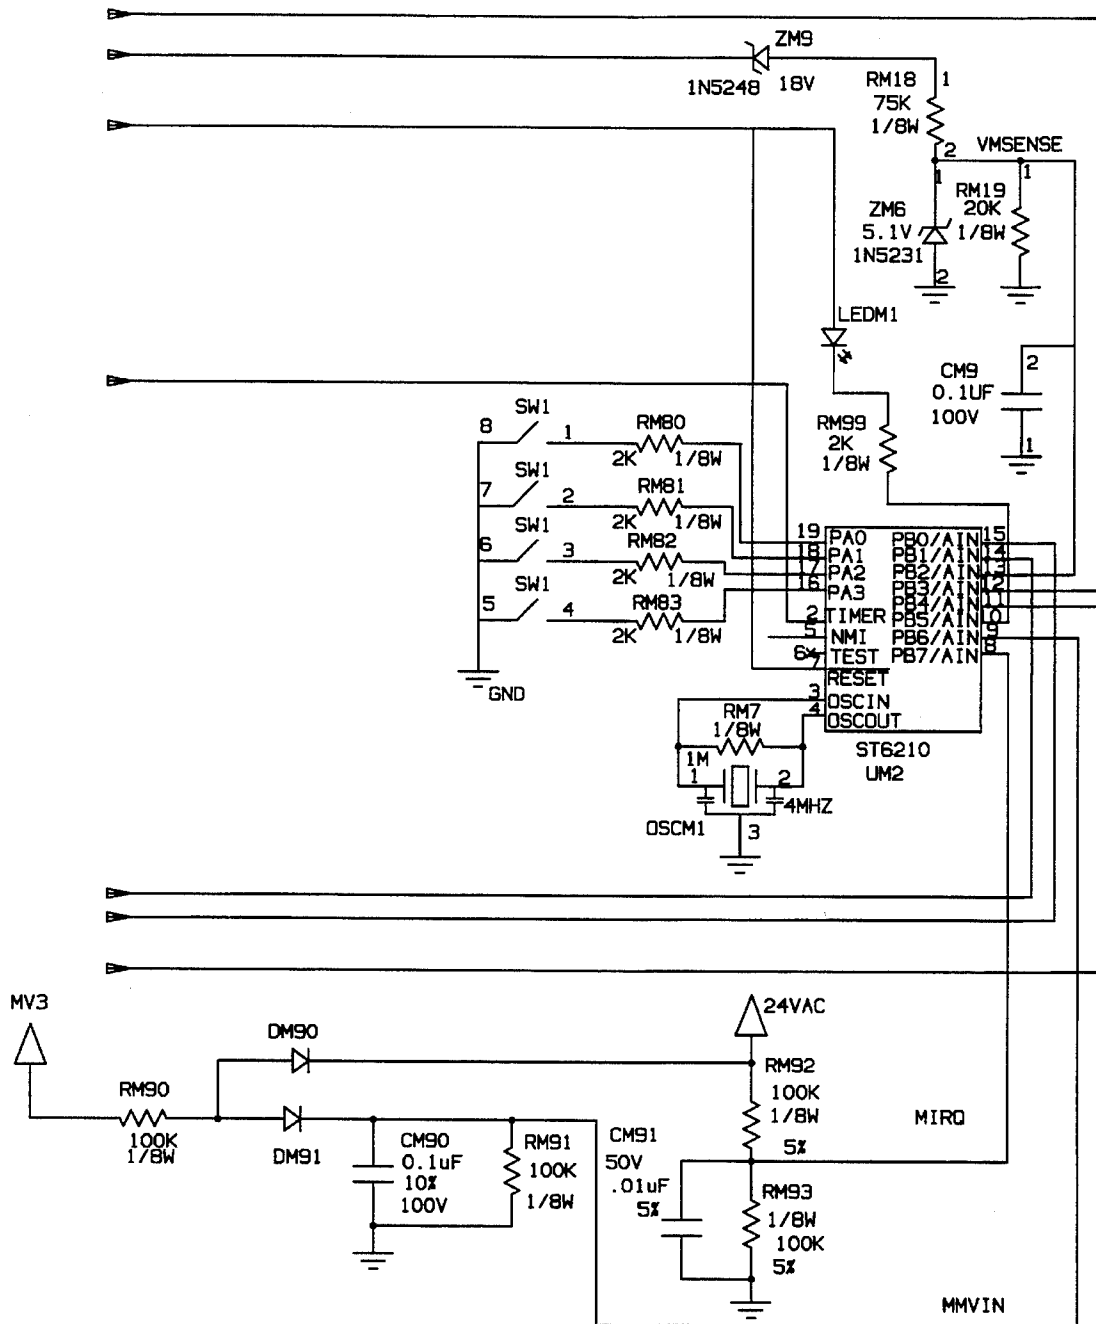 ZM9
1N5248 18V
RM18
75K
1/8W
1
2
VMSENSE
1
1
RM19
20K
1/8W
ZM6
5.1V
1N5231
2
LEDM1
CM9
0.1UF
100V
2
1
RM99
2K
1/8W
8 SW1 1 RM80
2K 1/8W
7 SW1 2 RM81
2K 1/8W
6 SW1 3 RM82
2K 1/8W
5 SW1 4 RM83
2K 1/8W
GND
19 PA0 PB0/AIN 15
18 PA1 PB1/AIN 14
17 PA2 PB2/AIN 13
16 PA3 PB3/AIN 12
PB4/AIN 11
2 TIMER PB5/AIN 10
5 NMI PB6/AIN 9
6x TEST PB7/AIN 8
7 RESET
3 OSCIN
4 OSCOUT
ST6210
UM2
RM7
1/8W
1M
1 2
4MHZ
OSCM1 3
MV3
24VAC
DM90
RM90
100K
1/8W
DM91
CM90
0.1uF
10%
100V
RM91
100K
1/8W
CM91
50V
.01uF
5%
RM92
100K
1/8W
5%
MIRQ
RM93
1/8W
100K
5%
MMVIN